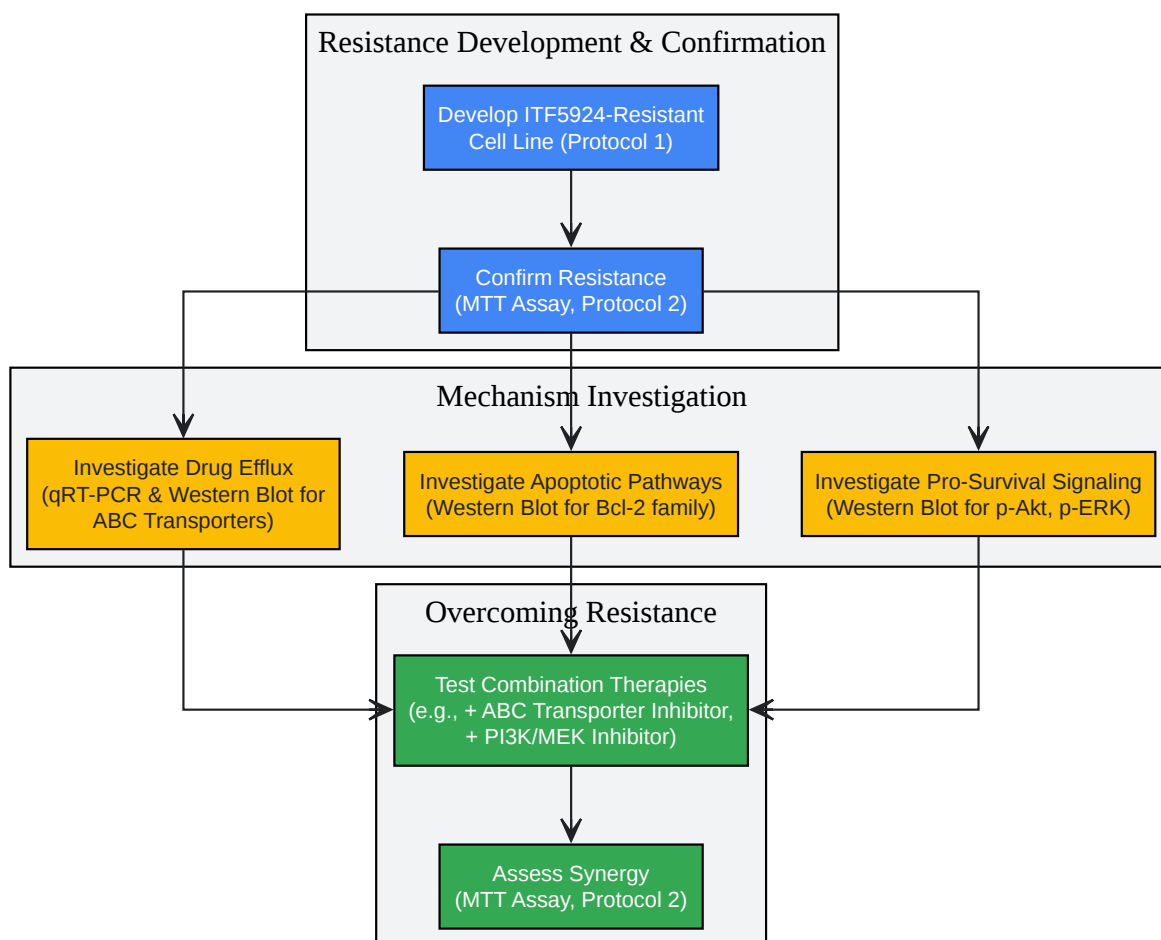 Resistance Development & Confirmation
Develop ITF5924-Resistant
Cell Line (Protocol 1)
Confirm Resistance
(MTT Assay, Protocol 2)
Mechanism Investigation
Investigate Drug Efflux
(qRT-PCR & Western Blot for
ABC Transporters)
Investigate Apoptotic Pathways
(Western Blot for Bcl-2 family)
Investigate Pro-Survival Signaling
(Western Blot for p-Akt, p-ERK)
Overcoming Resistance
Test Combination Therapies
(e.g., + ABC Transporter Inhibitor,
+ PI3K/MEK Inhibitor)
Assess Synergy
(MTT Assay, Protocol 2)